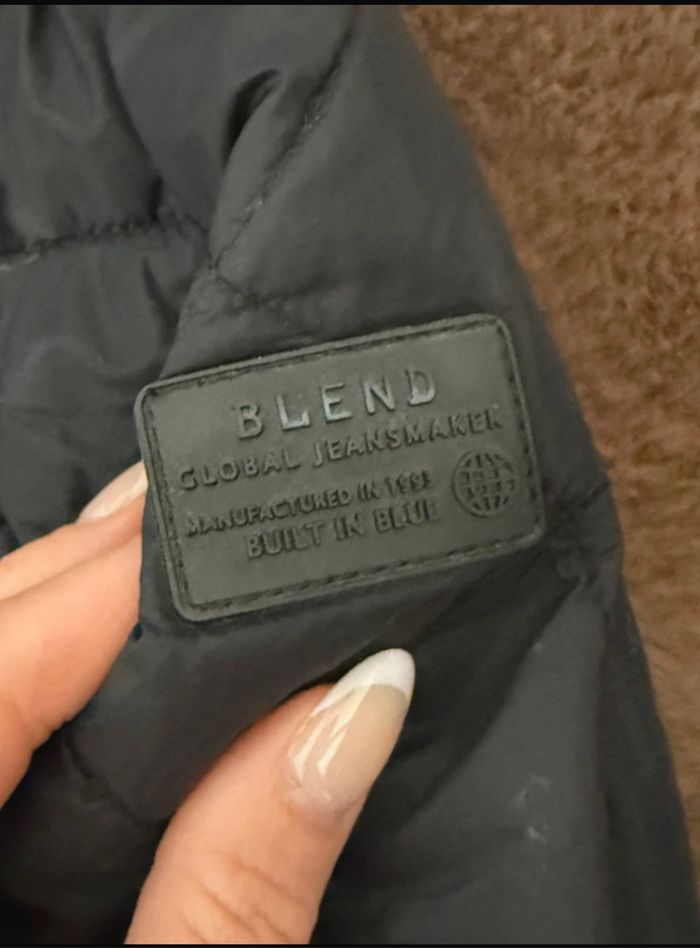 BLEND
GLOBAL JEANSMAKER
MANUFACTURED IN 1993
BUILT IN BLUE